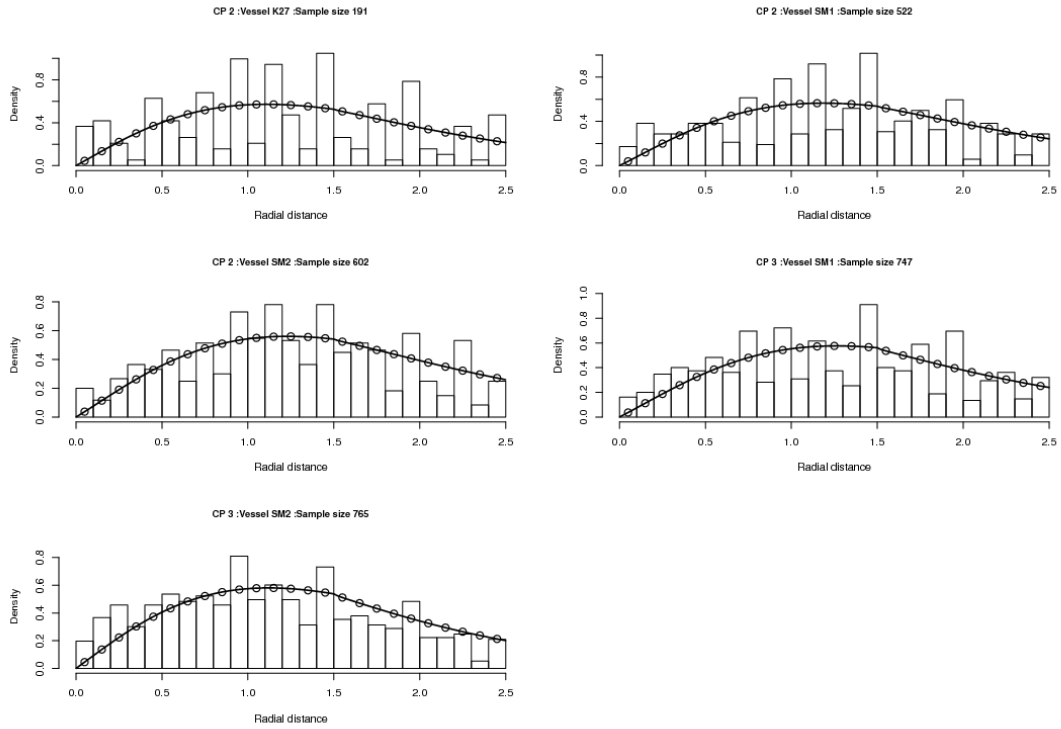 CP 2 :Vessel K27 :Sample size 191
Density
0.0 0.4 0.8
0.0 0.5 1.0 1.5 2.0 2.5
Radial distance
CP 2 :Vessel SM1 :Sample size 522
Density
0.0 0.4 0.8
0.0 0.5 1.0 1.5 2.0 2.5
Radial distance
CP 2 :Vessel SM2 :Sample size 602
Density
0.0 0.2 0.4 0.6 0.8
0.0 0.5 1.0 1.5 2.0 2.5
Radial distance
CP 3 :Vessel SM1 :Sample size 747
Density
0.0 0.2 0.4 0.6 0.8 1.0
0.0 0.5 1.0 1.5 2.0 2.5
Radial distance
CP 3 :Vessel SM2 :Sample size 765
Density
0.0 0.2 0.4 0.6 0.8
0.0 0.5 1.0 1.5 2.0 2.5
Radial distance